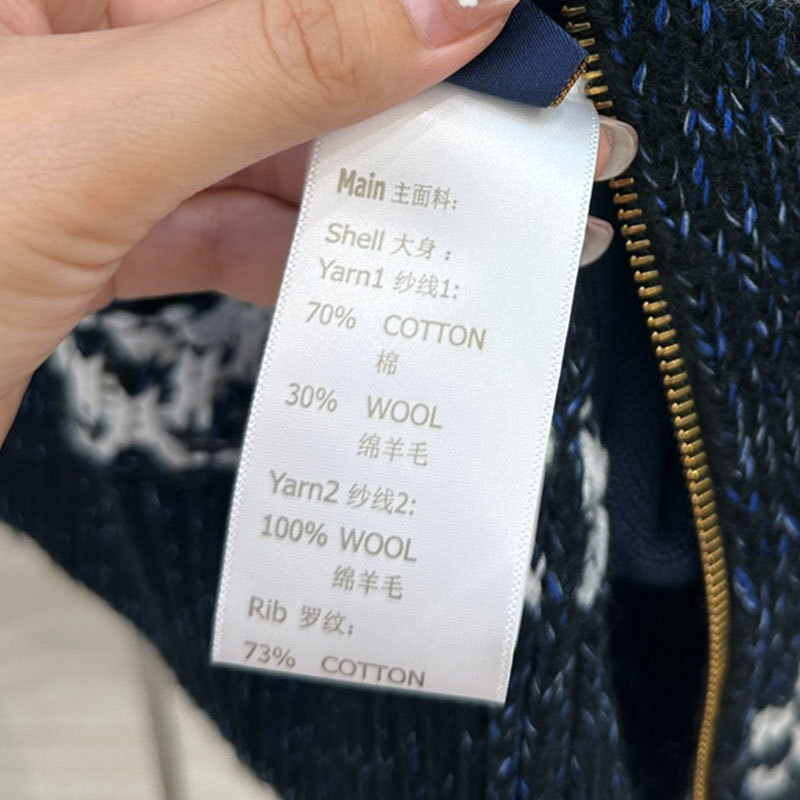 Main 主面料:
Shell 大身:
Yarn1 纱线1:
70% COTTON
棉
30% WOOL
绵羊毛
Yarn2 纱线2:
100% WOOL
绵羊毛
Rib 罗纹:
73% COTTON